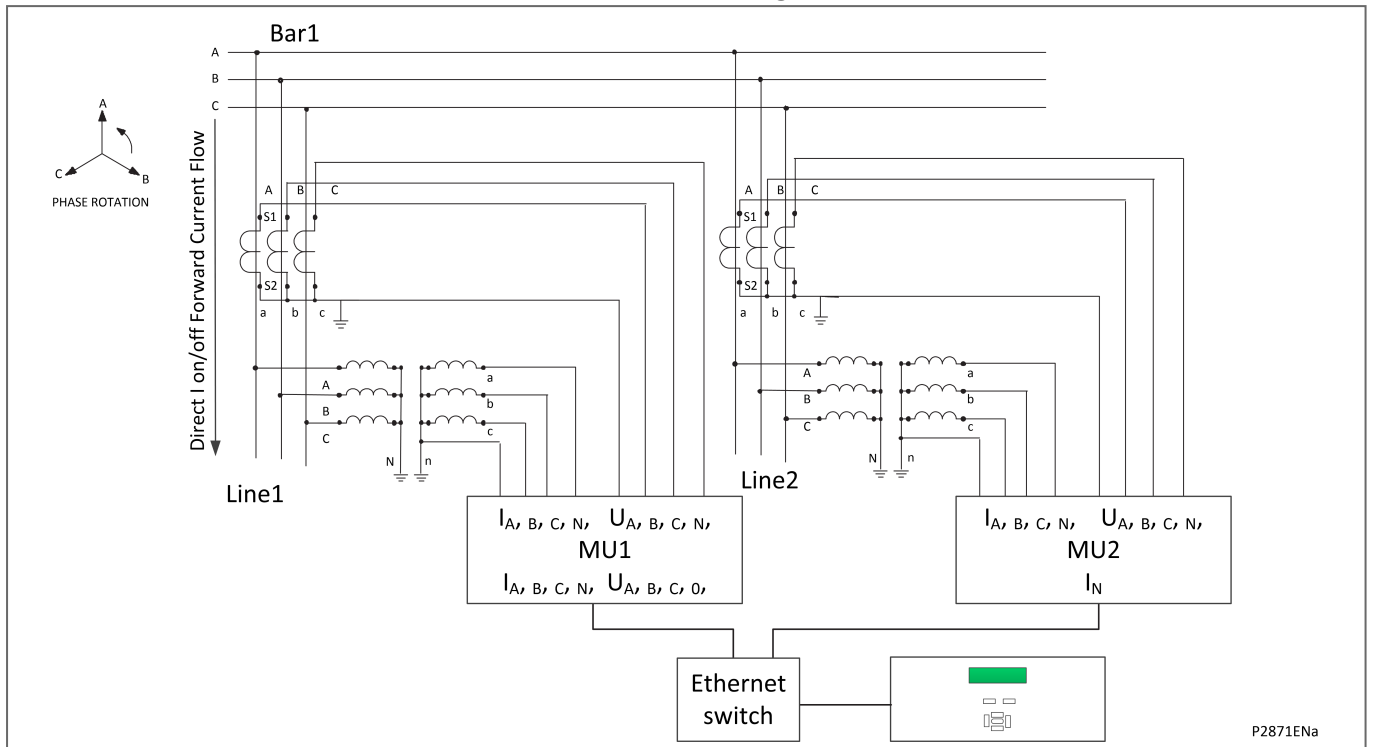 Bar1
A
B
C
A
C
B
PHASE ROTATION
Direct I on/off Forward Current Flow
A B C
S1
S2
a b c
A
B
C
a
b
c
N n
Line1
A B C
S1
S2
a b c
A
B
C
a
b
c
N n
Line2
IA, B, C, N, UA, B, C, N,
MU1
IA, B, C, N, UA, B, C, 0,
IA, B, C, N, UA, B, C, N,
MU2
IN
Ethernet
switch
P2871ENa